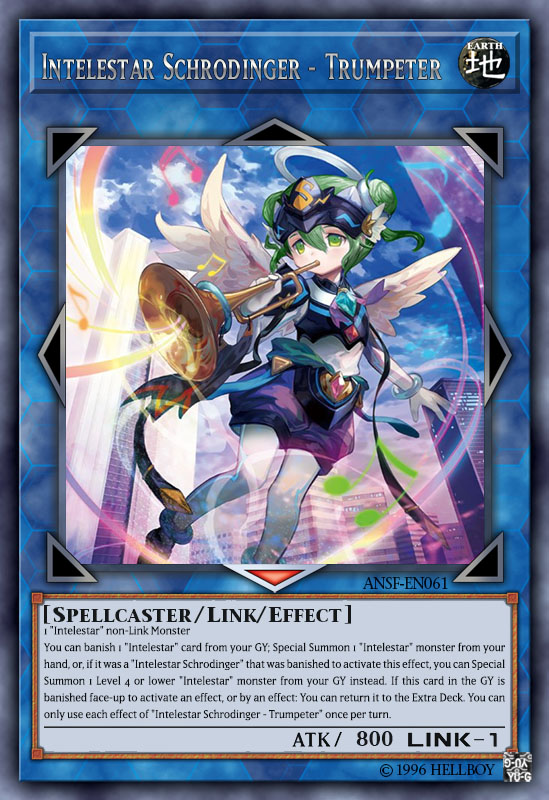 INTELESTAR SCHRODINGER - TRUMPETER
EARTH
地
ANSF-EN061
[SPELLCASTER/LINK/EFFECT]
1 "Intelestar" non-Link Monster
You can banish 1 "Intelestar" card from your GY; Special Summon 1 "Intelestar" monster from your
hand, or, if it was a "Intelestar Schrodinger" that was banished to activate this effect, you can Special
Summon 1 Level 4 or lower "Intelestar" monster from your GY instead. If this card in the GY is
banished face-up to activate an effect, or by an effect: You can return it to the Extra Deck. You can
only use each effect of "Intelestar Schrodinger - Trumpeter" once per turn.
ATK/ 800 LINK-1
© 1996 HELLBOY